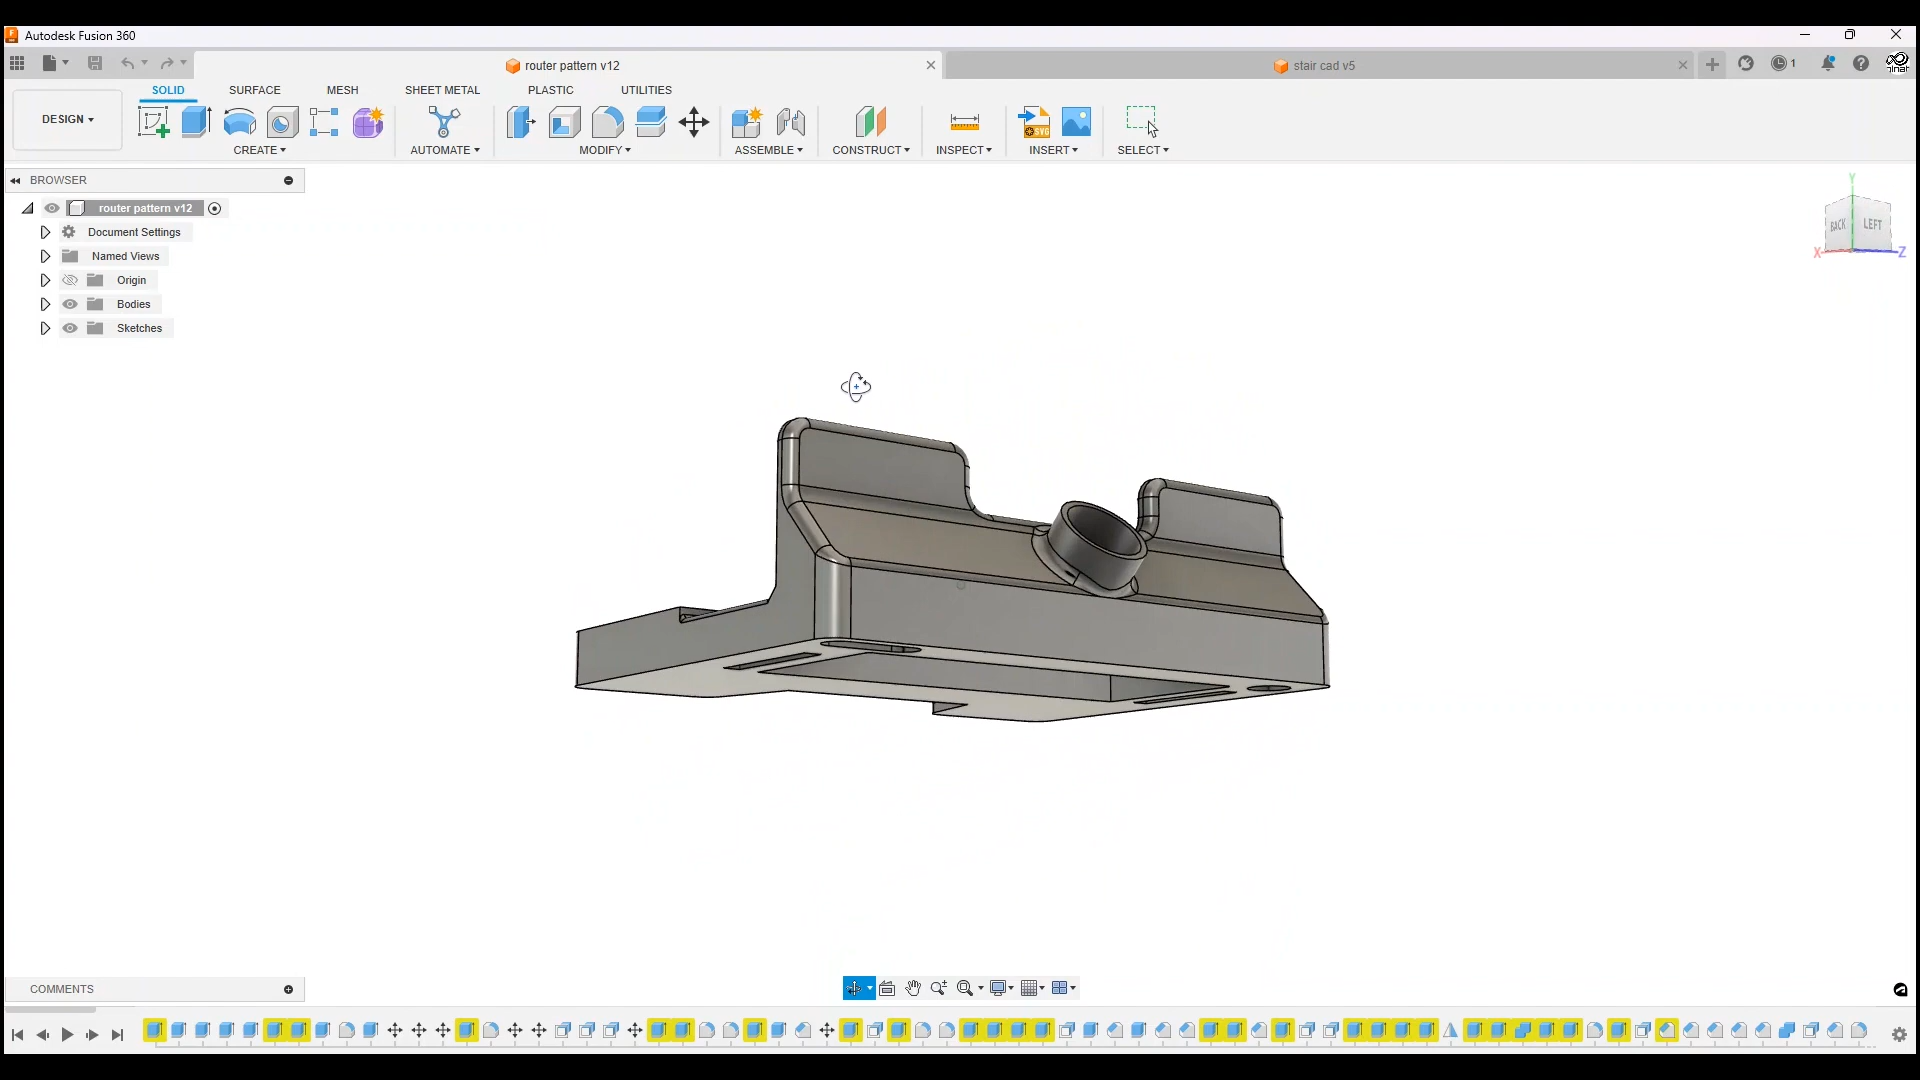 Autodesk Fusion 360
router pattern v12
stair cad v5
1
SOLID
SURFACE
MESH
SHEET METAL
PLASTIC
UTILITIES
DESIGN
CREATE
AUTOMATE
MODIFY
ASSEMBLE
CONSTRUCT
INSPECT
SVG
INSERT
SELECT
BROWSER
router pattern v12
Document Settings
Named Views
Origin
Bodies
Sketches
Y
BACK
LEFT
X
Z
COMMENTS